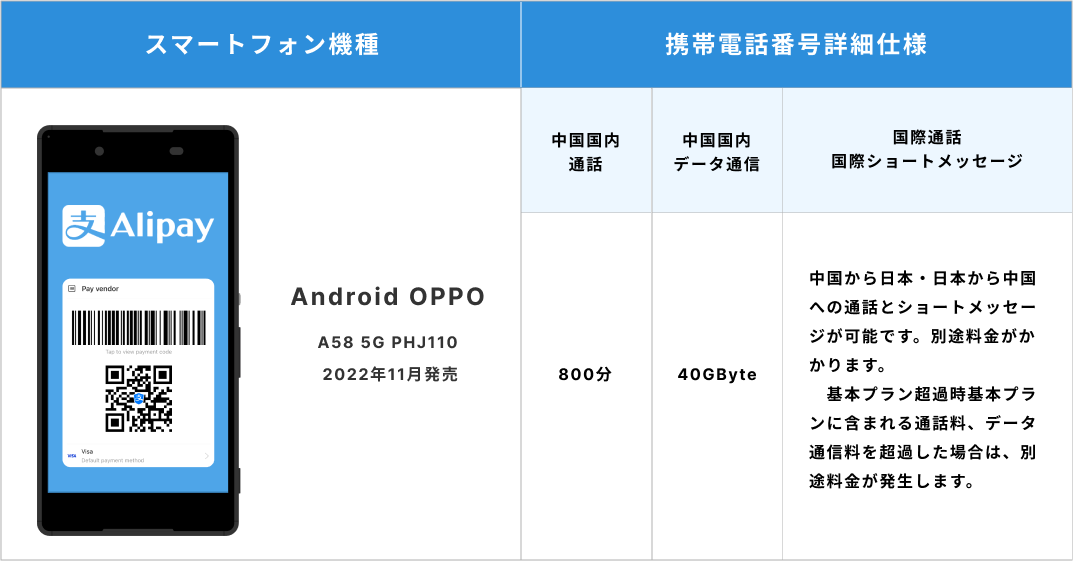 スマートフォン機種
携帯電話番号詳細仕様
支 Alipay
Pay vendor
Tap to view payment code
支
VISA
Visa
Default payment method
Android OPPO
A58 5G PHJ110
2022年11月発売
中国国内
通話
中国国内
データ通信
国際通話
国際ショートメッセージ
800分
40GByte
中国から日本・日本から中国
への通話とショートメッセー
ジが可能です。別途料金がか
かります。
　基本プラン超過時基本プラ
ンに含まれる通話料、データ
通信料を超過した場合は、別
途料金が発生します。